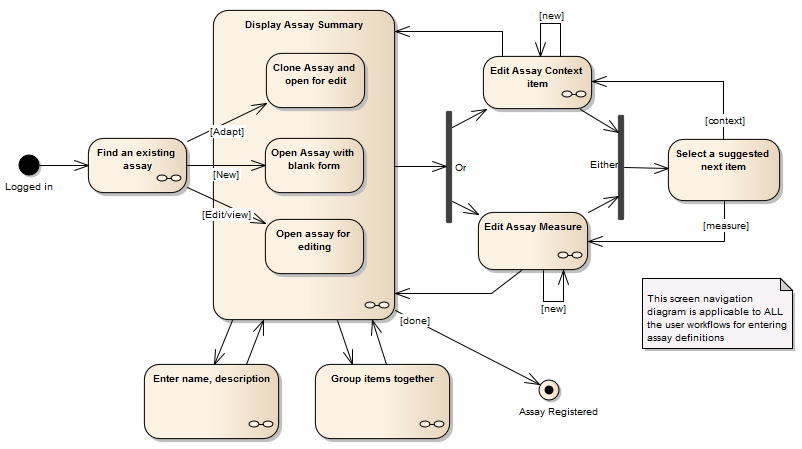 Display Assay Summary
Clone Assay and
open for edit
[new]
Edit Assay Context
item
[Adapt]
[context]
Find an existing
assay
Open Assay with
blank form
Or
Either
Select a suggested
next item
[New]
Logged in
[Edit/view]
Open assay for
editing
Edit Assay Measure
[measure]
[new]
[done]
This screen navigation
diagram is applicable to ALL
the user workflows for entering
assay definitions
Enter name, description
Group items together
Assay Registered